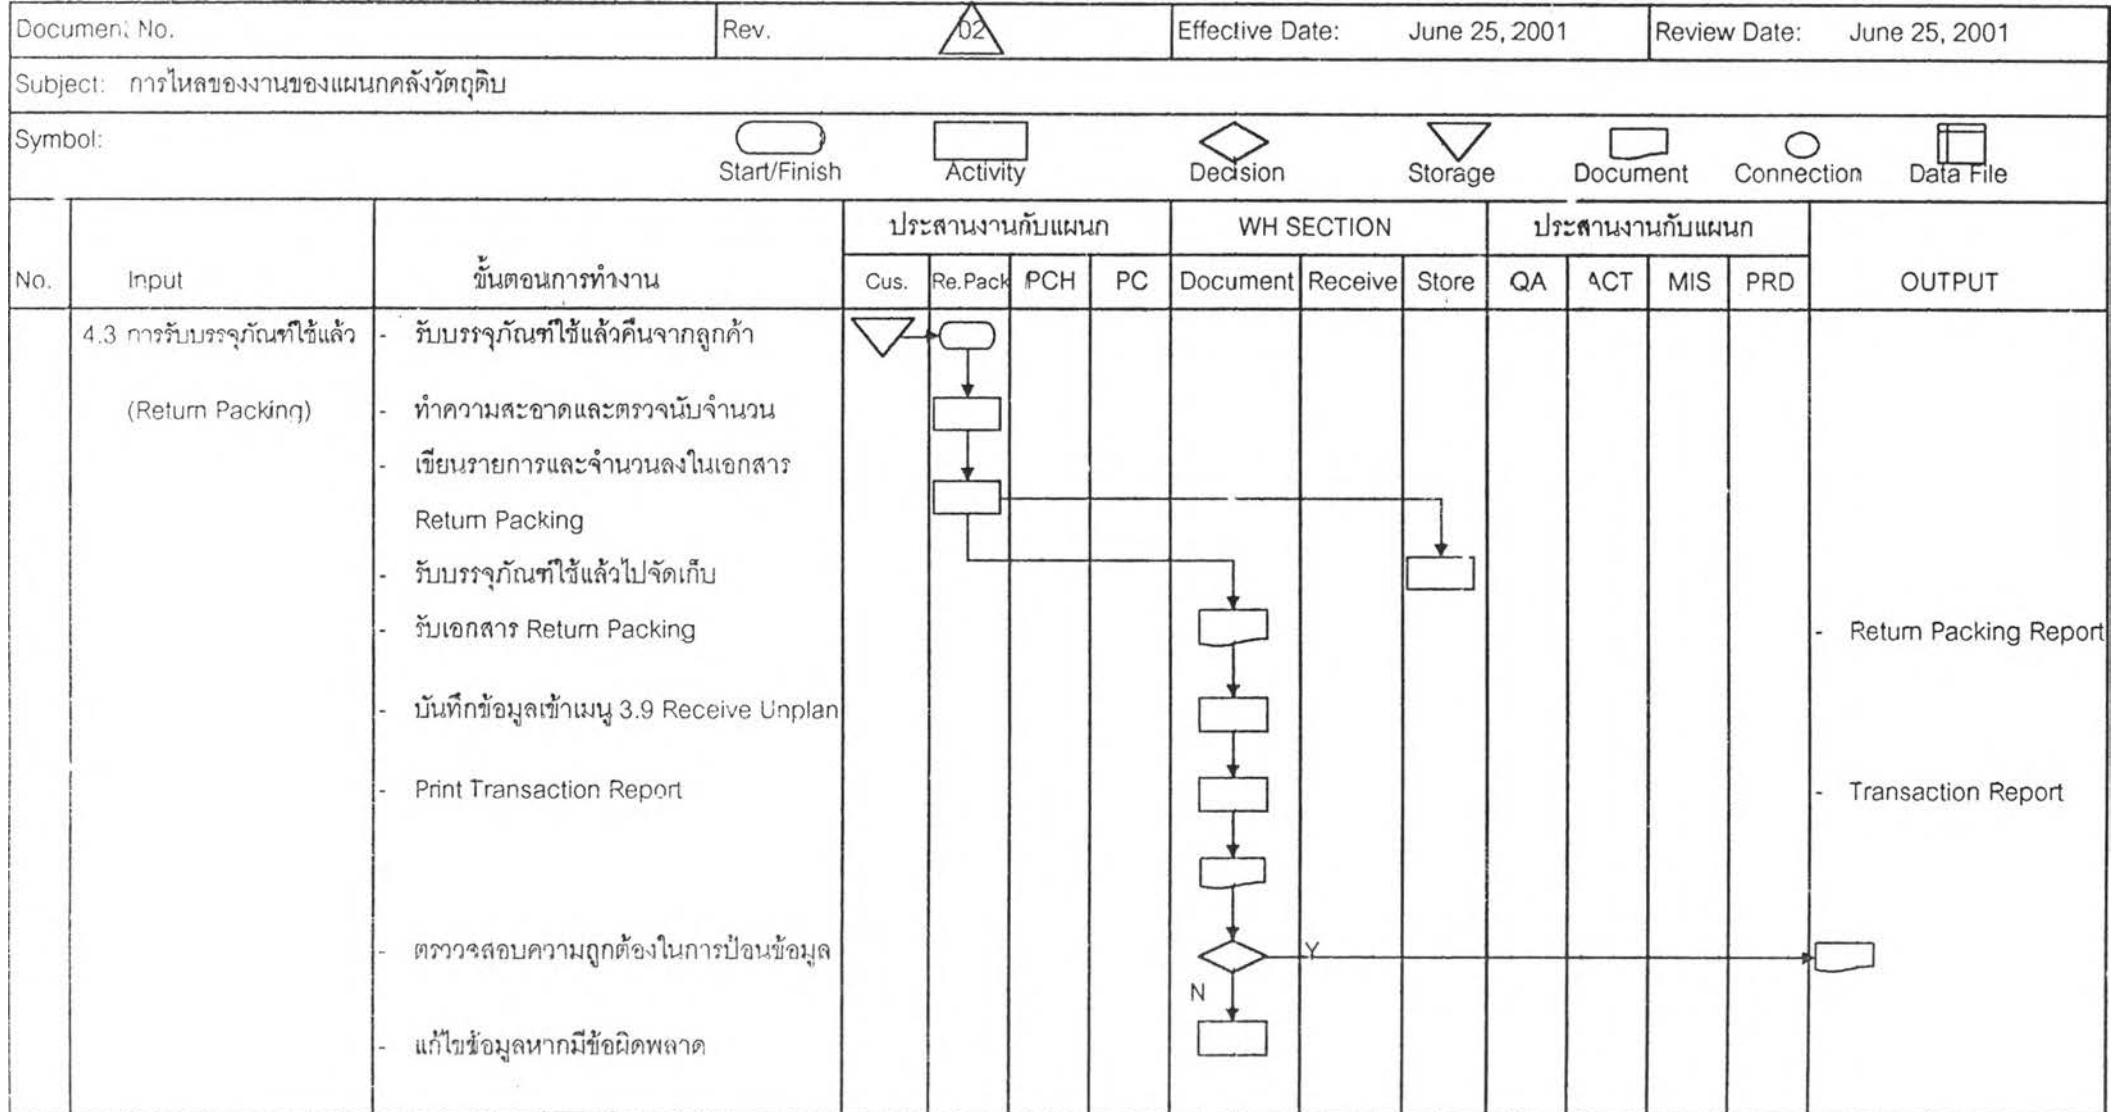 Document No. Rev. 02 Effective Date: June 25, 2001 Review Date: June 25, 2001
Subject: การไหลของงานของแผนกคลังวัตถุดิบ
Symbol:
Start/Finish Activity Decision Storage Document Connection Data File
ประสานงานกับแผนก WH SECTION ประสานงานกับแผนก
No. Input ขั้นตอนการทำงาน Cus. Re.Pack PCH PC Document Receive Store QA ACT MIS PRD OUTPUT
4.3 การรับบรรจุภัณฑ์ใช้แล้ว - รับบรรจุภัณฑ์ใช้แล้วคืนจากลูกค้า
(Return Packing) - ทำความสะอาดและตรวจนับจำนวน
- เขียนรายการและจำนวนลงในเอกสาร
Return Packing
- รับบรรจุภัณฑ์ใช้แล้วไปจัดเก็บ
- รับเอกสาร Return Packing - Return Packing Report
- บันทึกข้อมูลเข้าเมนู 3.9 Receive Unplan
- Print Transaction Report - Transaction Report
- ตรวจสอบความถูกต้องในการป้อนข้อมูล Y
N
- แก้ไขข้อมูลหากมีข้อผิดพลาด